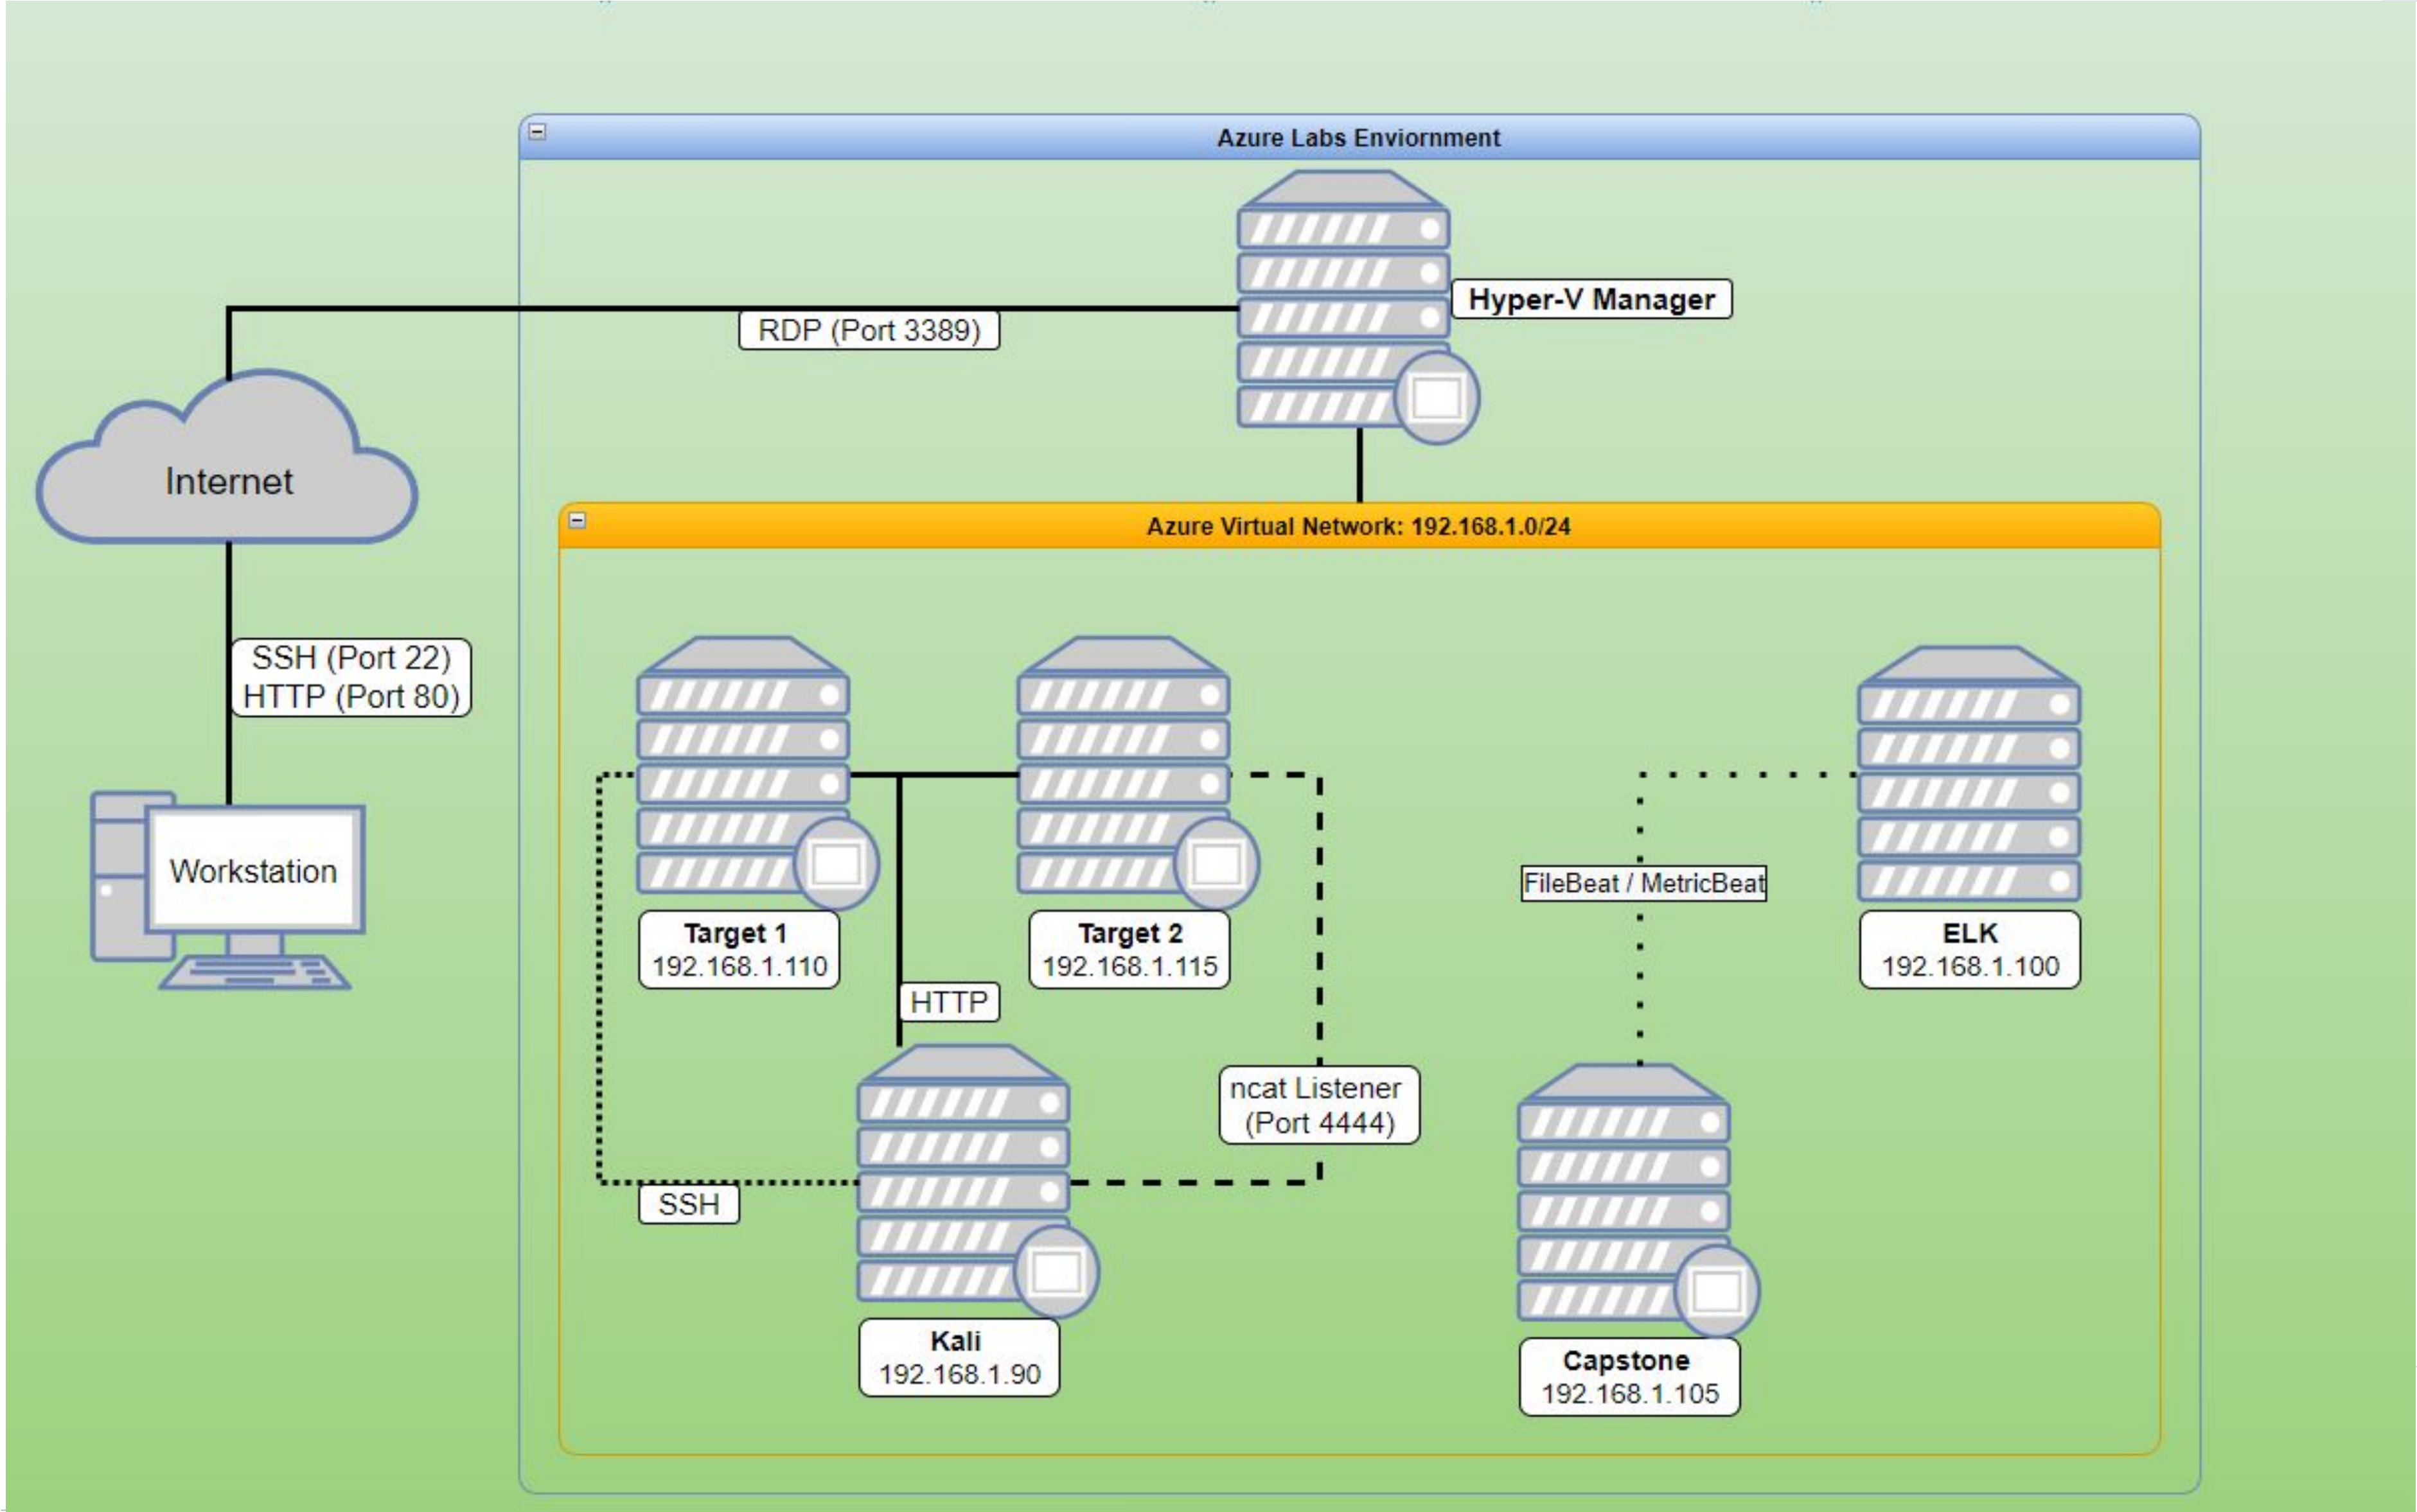 Azure Labs Enviornment
Hyper-V Manager
RDP (Port 3389)
Internet
Azure Virtual Network: 192.168.1.0/24
SSH (Port 22)
HTTP (Port 80)
Workstation
FileBeat / MetricBeat
Target 1
192.168.1.110
Target 2
192.168.1.115
ELK
192.168.1.100
HTTP
ncat Listener
(Port 4444)
SSH
Kali
192.168.1.90
Capstone
192.168.1.105